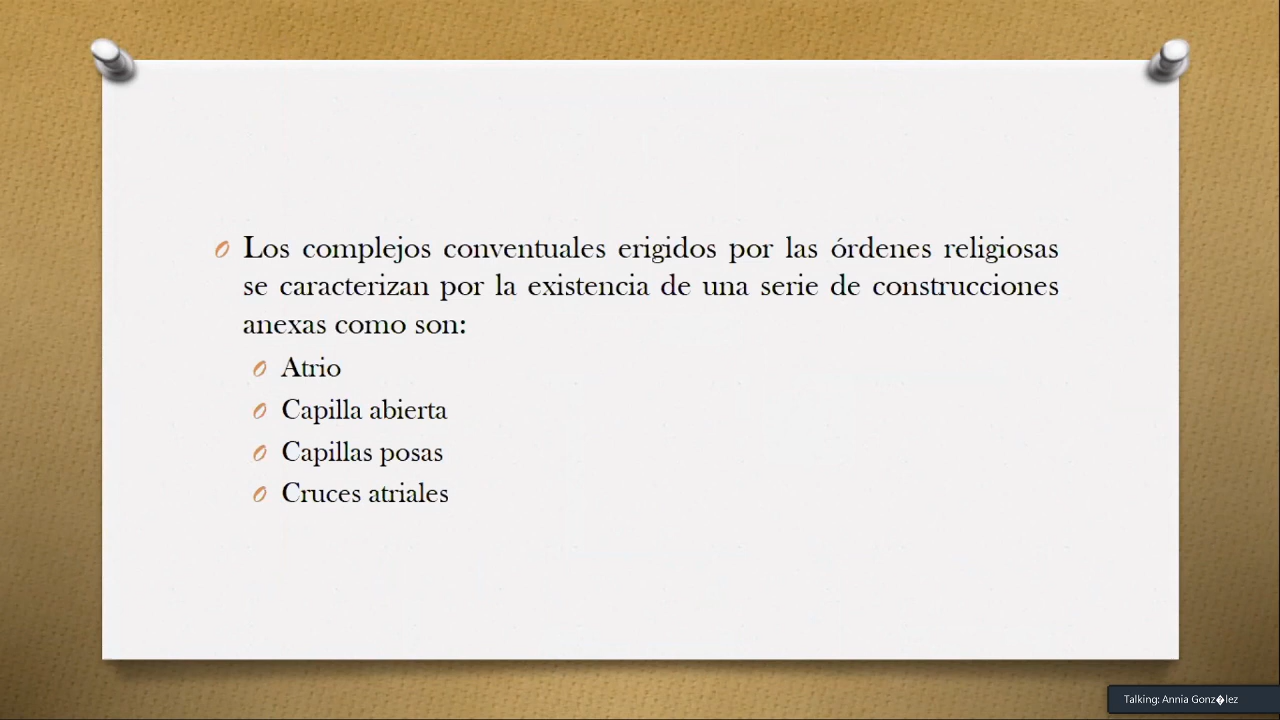 Los complejos conventuales erigidos por las órdenes religiosas
se caracterizan por la existencia de una serie de construcciones
anexas como son:
Atrio
Capilla abierta
Capillas posas
Cruces atriales
Talking: Annia Gonz�lez